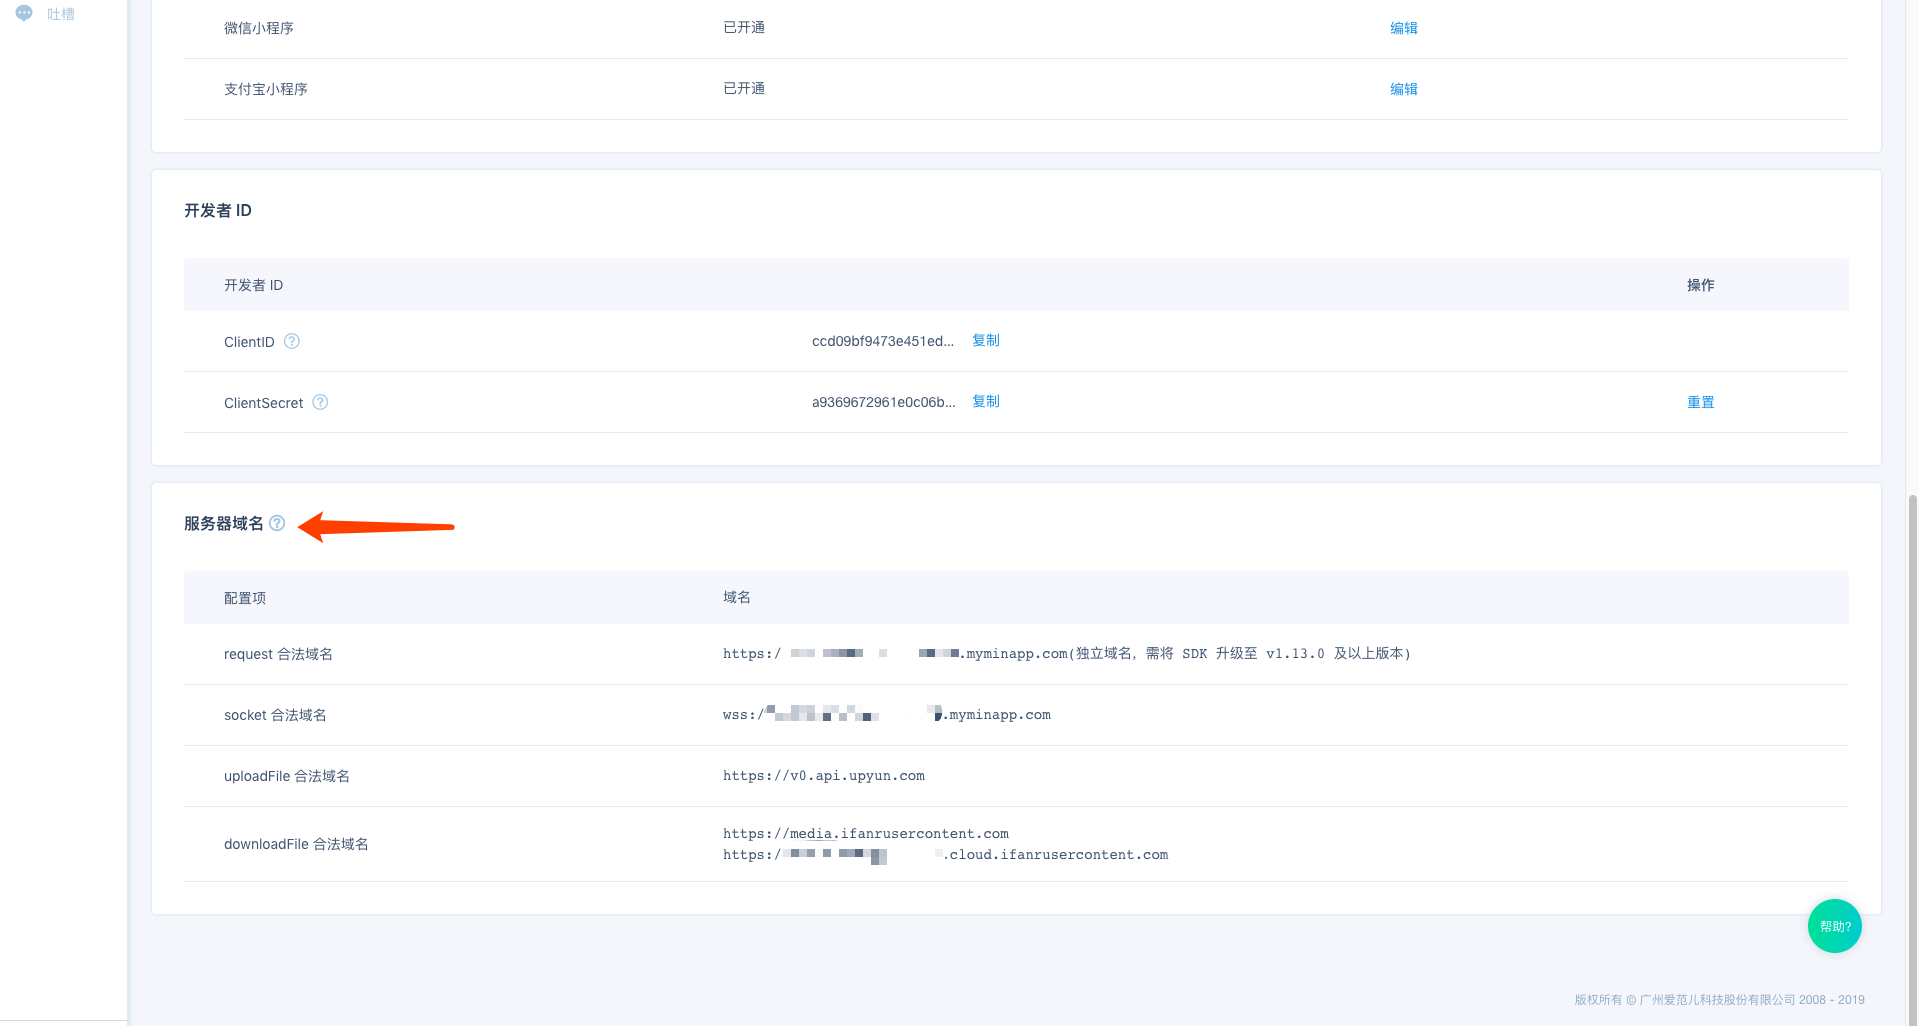 吐槽
微信小程序 已开通 编辑
支付宝小程序 已开通 编辑
开发者 ID
开发者 ID 操作
ClientID ccd09bf9473e451ed... 复制
ClientSecret a9369672961e0c06b... 复制 重置
服务器域名
配置项 域名
request 合法域名 https:/ .myminapp.com(独立域名，需将 SDK 升级至 v1.13.0 及以上版本)
socket 合法域名 wss:/ .myminapp.com
uploadFile 合法域名 https://v0.api.upyun.com
downloadFile 合法域名 https://media.ifanrusercontent.com
https:/ .cloud.ifanrusercontent.com
帮助?
版权所有 © 广州爱范儿科技股份有限公司 2008 - 2019